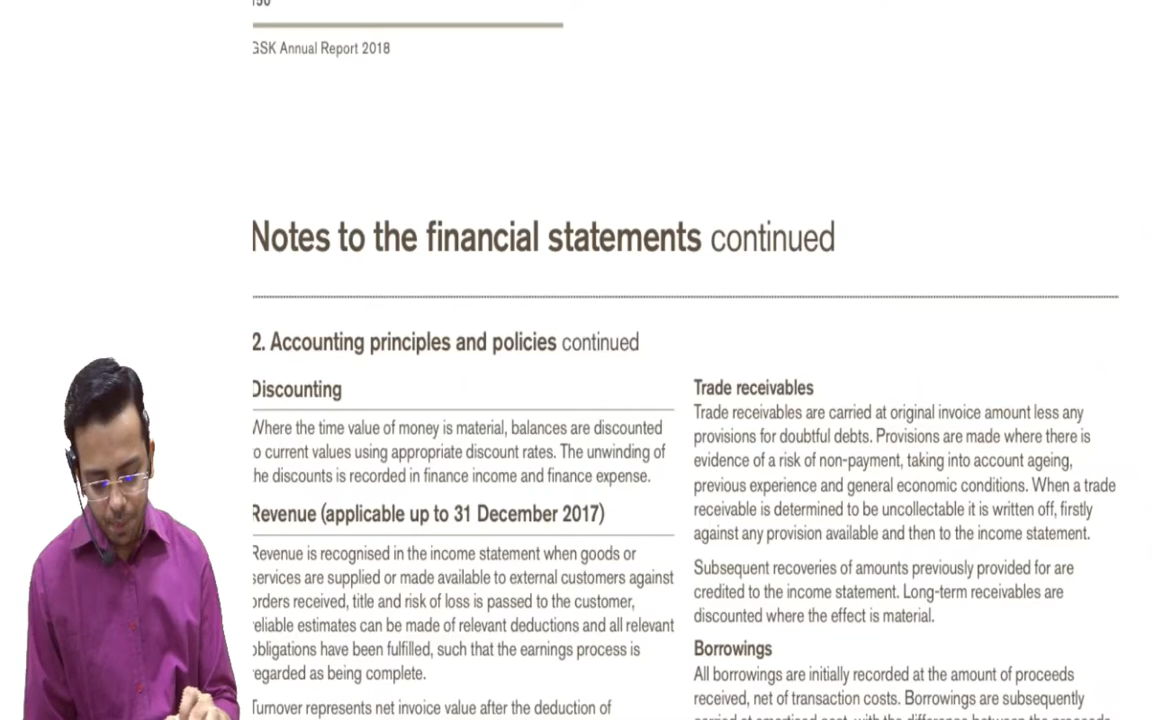 GSK Annual Report 2018
Notes to the financial statements continued
2. Accounting principles and policies continued
Discounting
Where the time value of money is material, balances are discounted
o current values using appropriate discount rates. The unwinding of
he discounts is recorded in finance income and finance expense.
Revenue (applicable up to 31 December 2017)
Revenue is recognised in the income statement when goods or
services are supplied or made available to external customers against
orders received, title and risk of loss is passed to the customer,
eliable estimates can be made of relevant deductions and all relevant
obligations have been fulfilled, such that the earnings process is
regarded as being complete.
Turnover represents net invoice value after the deduction of
Trade receivables
Trade receivables are carried at original invoice amount less any
provisions for doubtful debts. Provisions are made where there is
evidence of a risk of non-payment, taking into account ageing,
previous experience and general economic conditions. When a trade
receivable is determined to be uncollectable it is written off, firstly
against any provision available and then to the income statement.
Subsequent recoveries of amounts previously provided for are
credited to the income statement. Long-term receivables are
discounted where the effect is material.
Borrowings
All borrowings are initially recorded at the amount of proceeds
received, net of transaction costs. Borrowings are subsequently
carried at amortised cost, with the difference between the proceeds